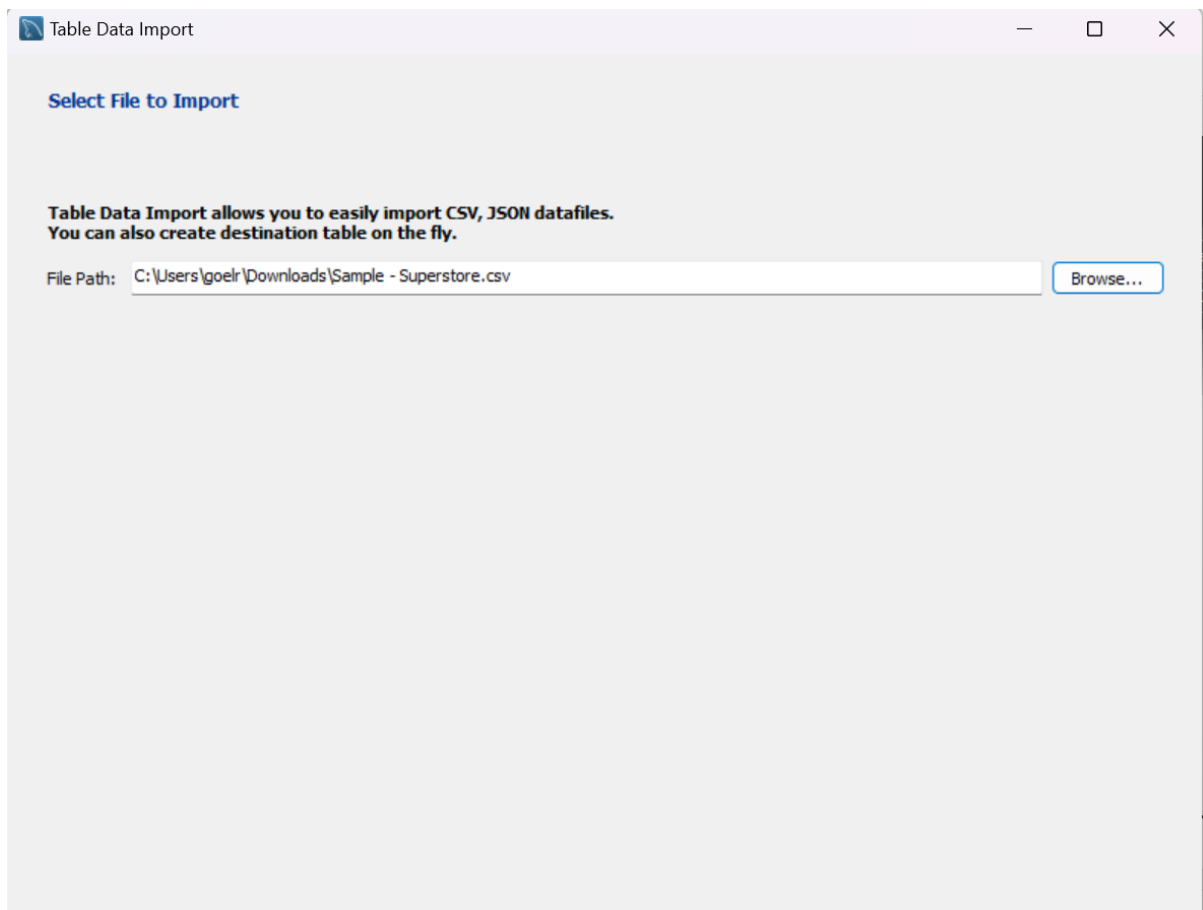 Table Data Import
Select File to Import
Table Data Import allows you to easily import CSV, JSON datafiles.
You can also create destination table on the fly.
File Path: C:\Users\goelr\Downloads\Sample - Superstore.csv Browse...